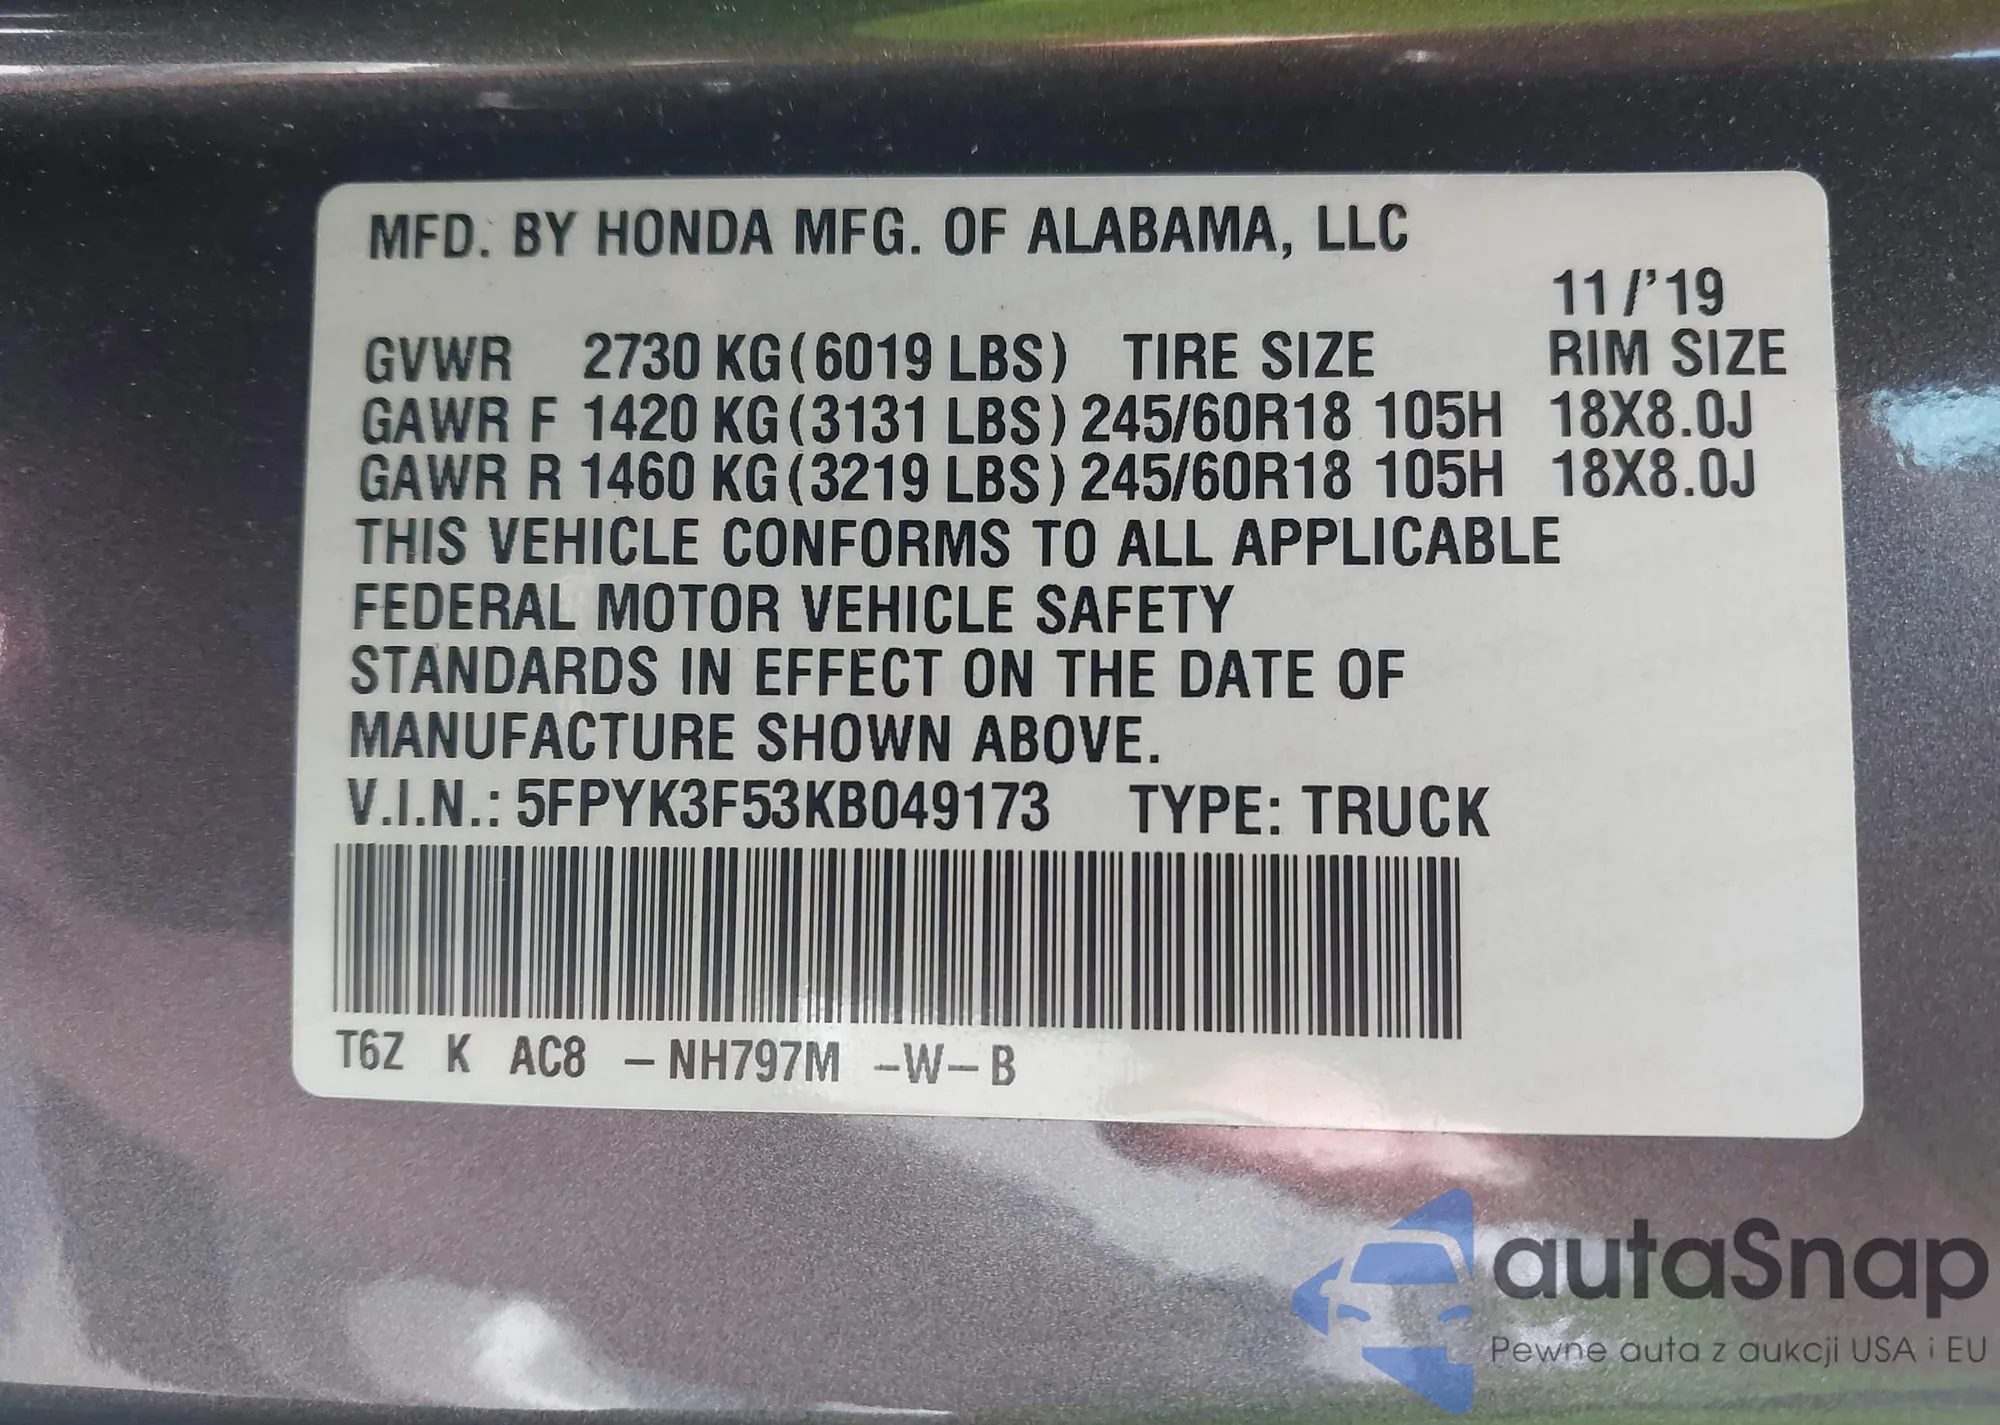 MFD. BY HONDA MFG. OF ALABAMA, LLC
11/'19
GVWR 2730 KG(6019 LBS) TIRE SIZE RIM SIZE
GAWR F 1420 KG(3131 LBS) 245/60R18 105H 18X8.0J
GAWR R 1460 KG(3219 LBS) 245/60R18 105H 18X8.0J
THIS VEHICLE CONFORMS TO ALL APPLICABLE
FEDERAL MOTOR VEHICLE SAFETY
STANDARDS IN EFFECT ON THE DATE OF
MANUFACTURE SHOWN ABOVE.
V.I.N.: 5FPYK3F53KB049173 TYPE: TRUCK
T6Z K AC8 -NH797M -W-B
autaSnap
Pewne auta z aukcji USA i EU